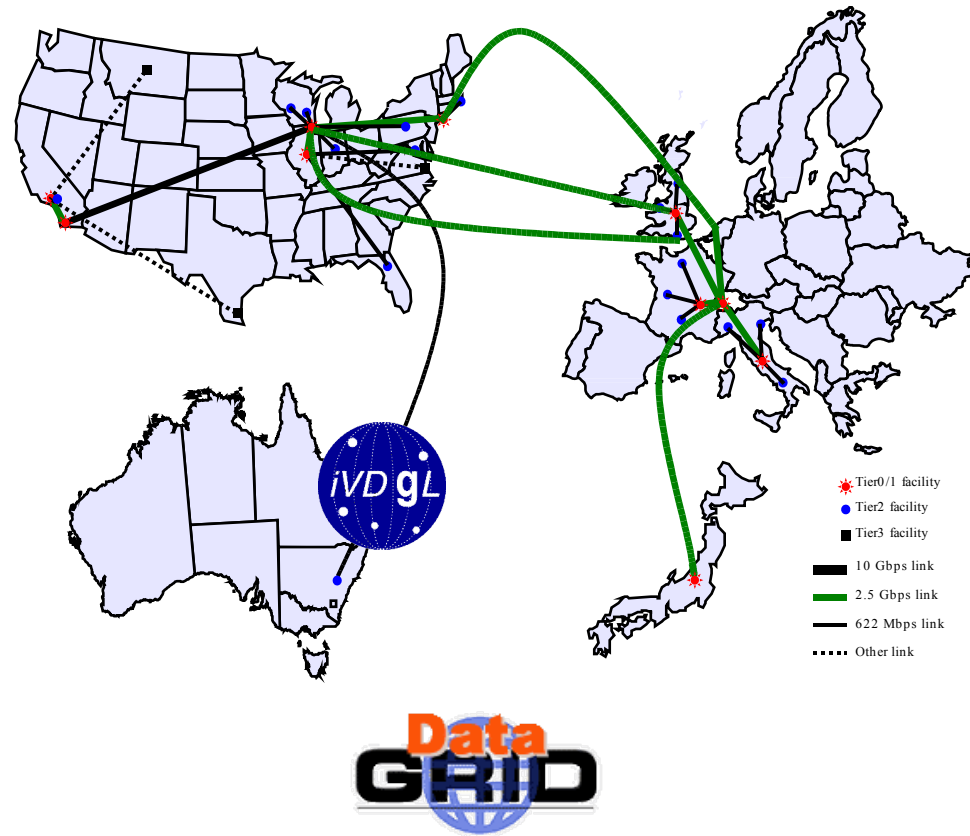 iVDgL
Tier0/1 facility
Tier2 facility
Tier3 facility
10 Gbps link
2.5 Gbps link
622 Mbps link
Other link
Data
GRID